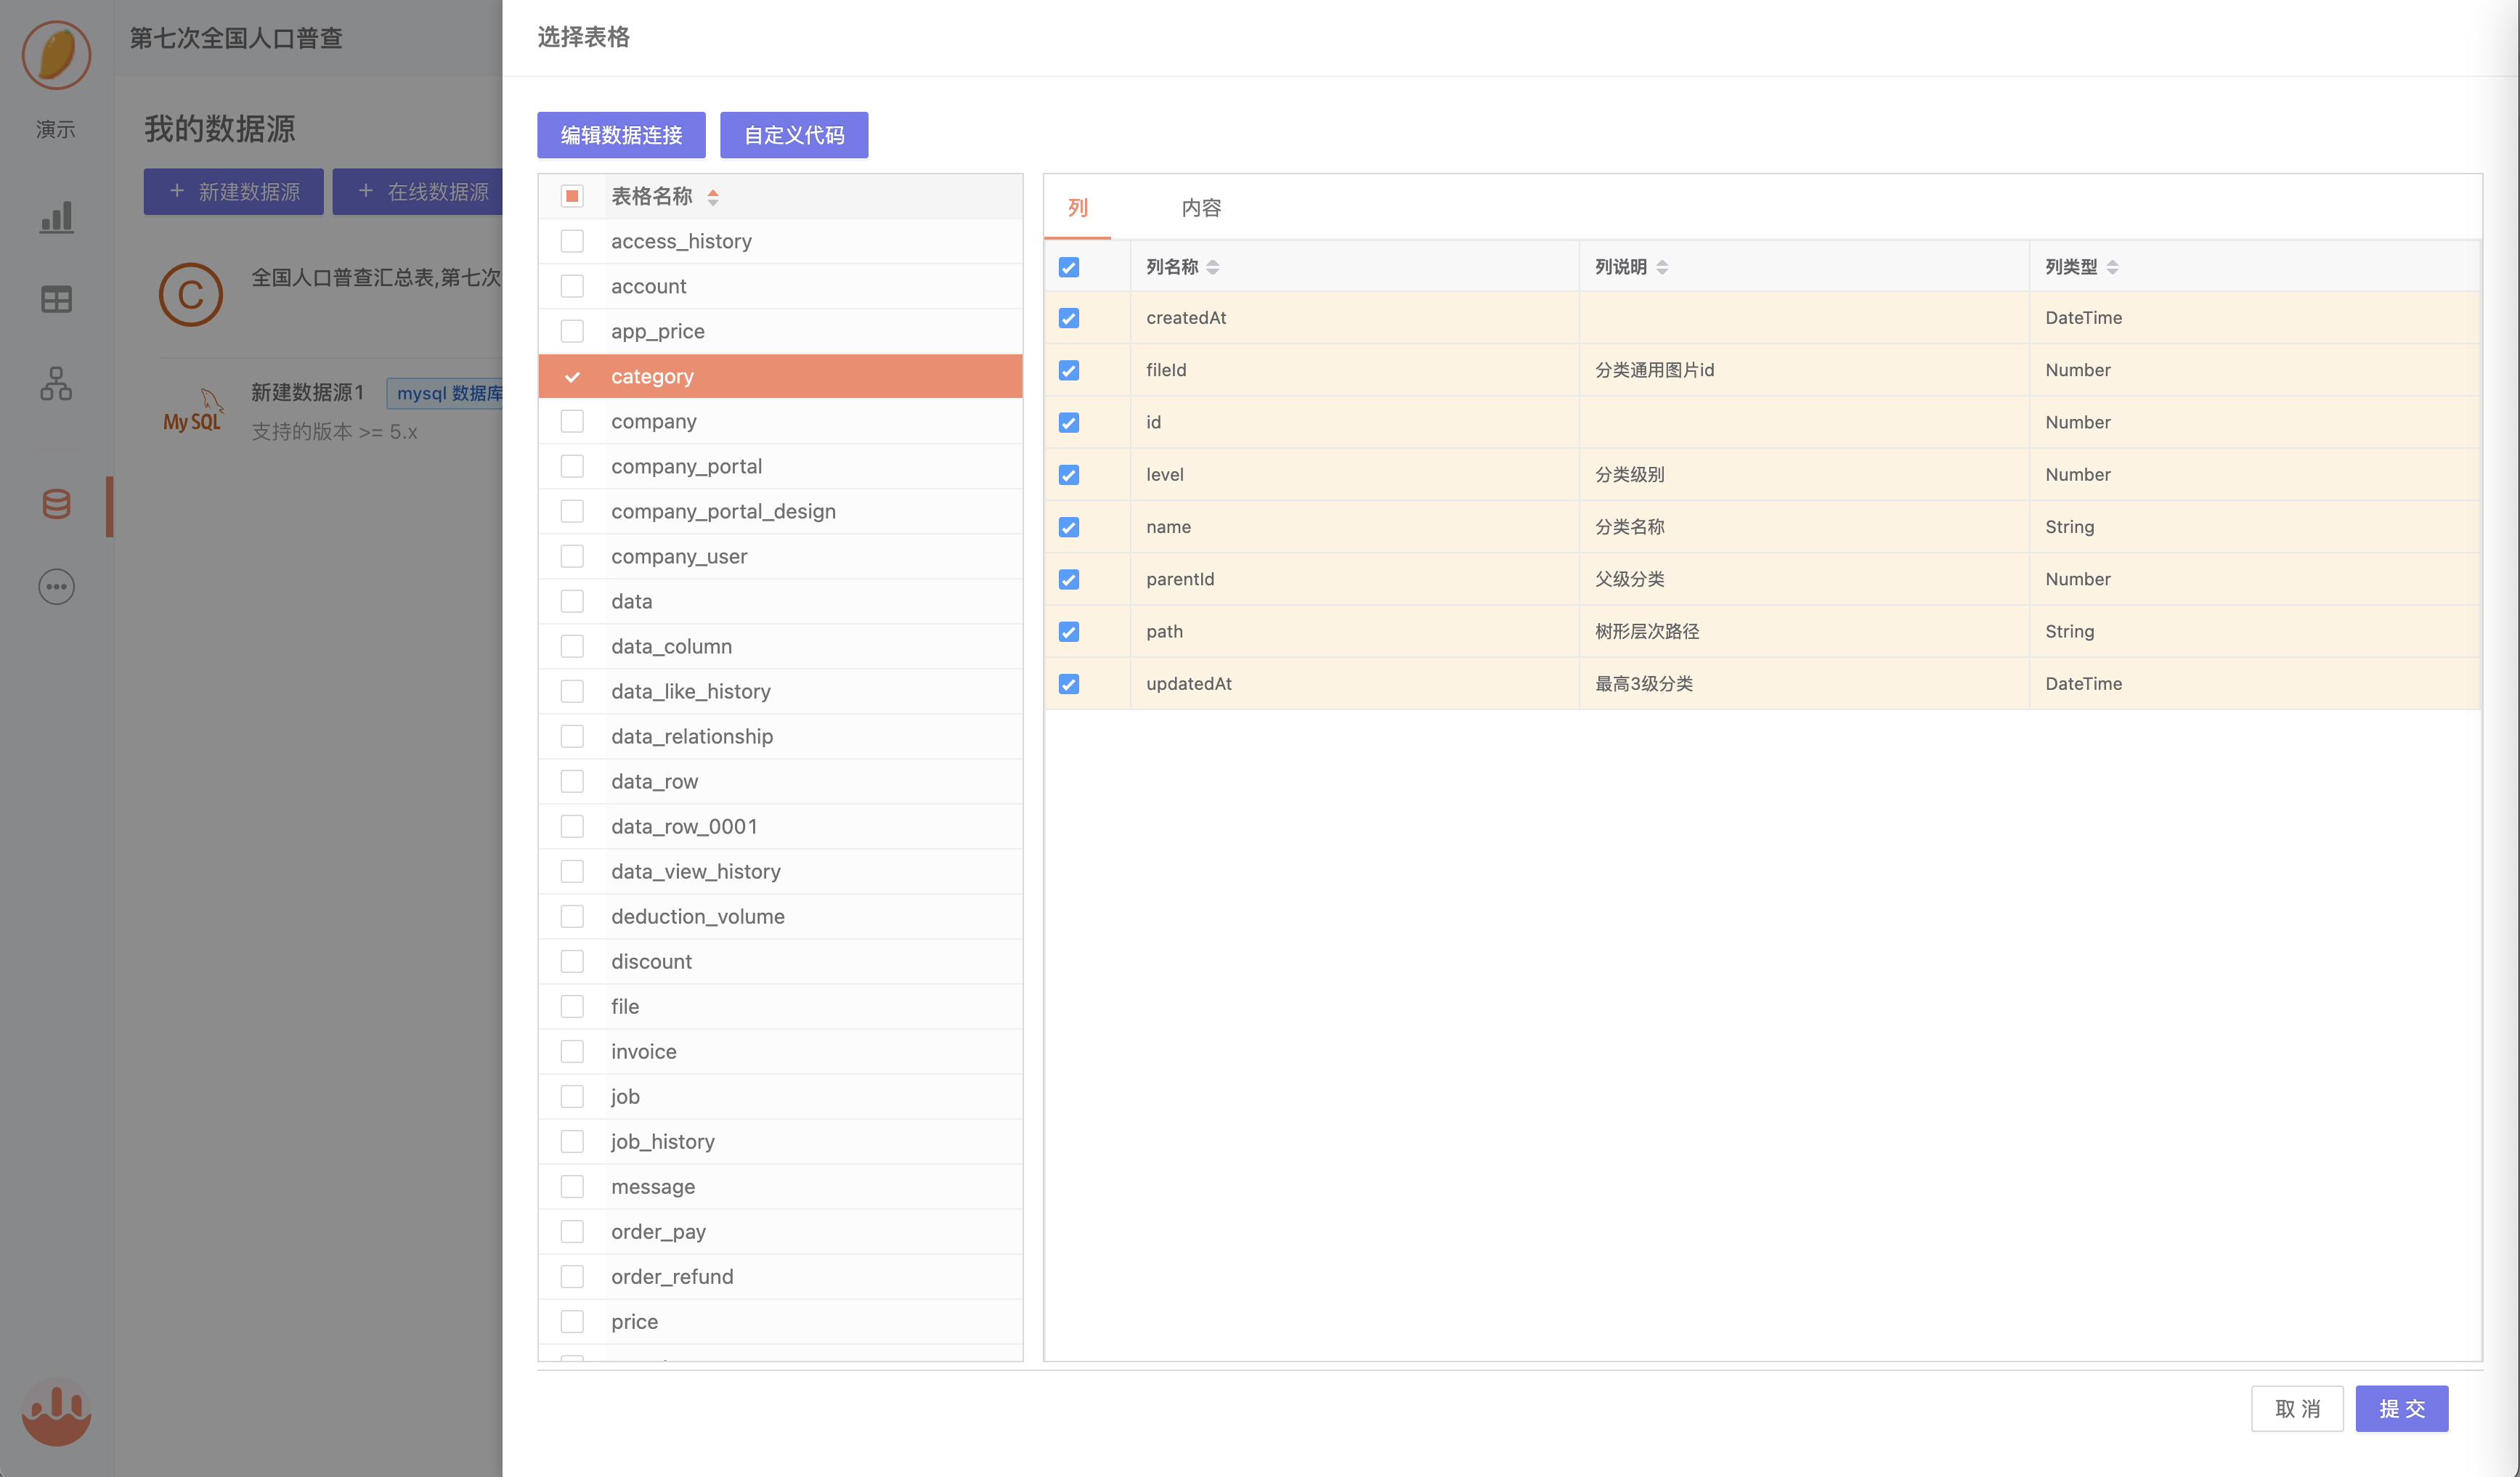 第七次全国人口普查
演示
我的数据源
+ 新建数据源
+ 在线数据源
C
全国人口普查汇总表,第七次
MySQL
新建数据源1
mysql 数据库
支持的版本 >= 5.x
选择表格
编辑数据连接
自定义代码
表格名称
access_history
account
app_price
category
company
company_portal
company_portal_design
company_user
data
data_column
data_like_history
data_relationship
data_row
data_row_0001
data_view_history
deduction_volume
discount
file
invoice
job
job_history
message
order_pay
order_refund
price
列 内容
列名称 列说明 列类型
createdAt DateTime
fileId 分类通用图片id Number
id Number
level 分类级别 Number
name 分类名称 String
parentId 父级分类 Number
path 树形层次路径 String
updatedAt 最高3级分类 DateTime
取 消
提 交